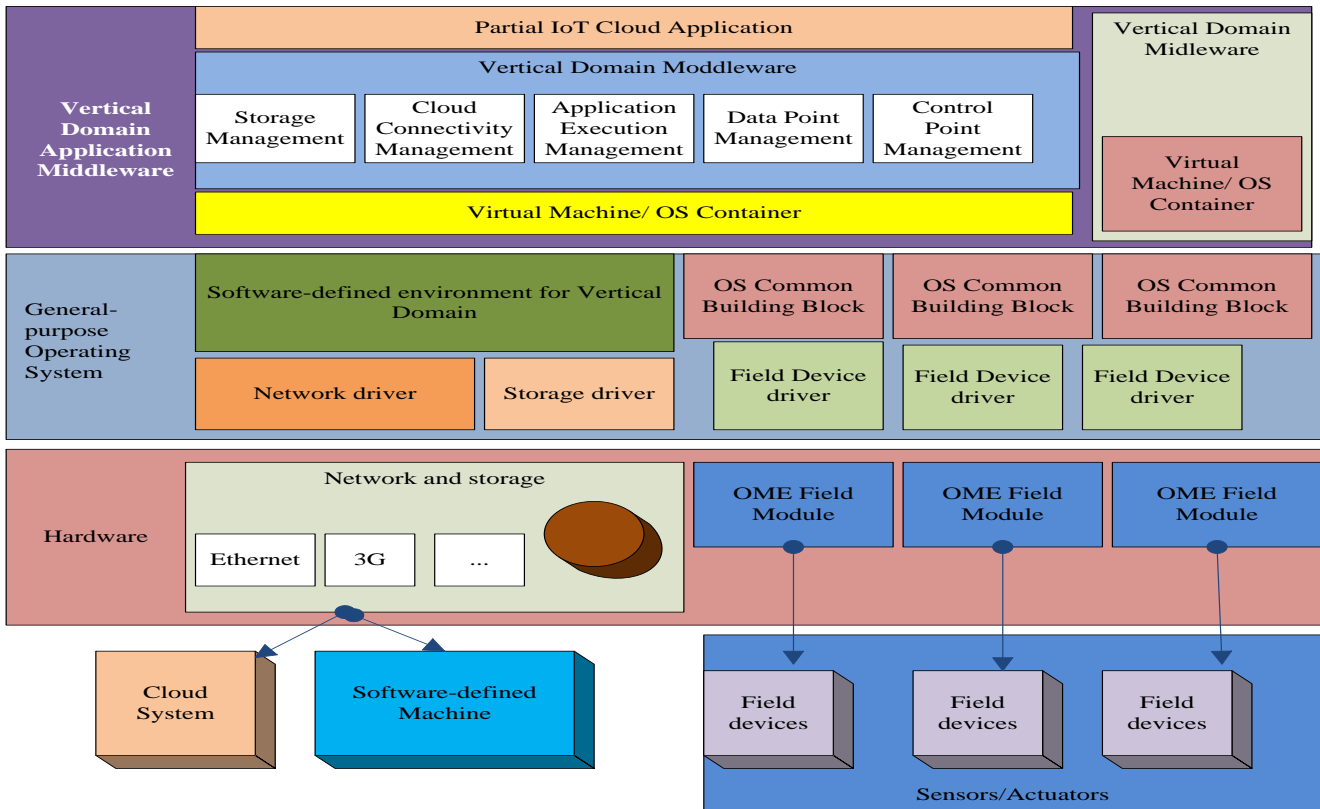 Partial IoT Cloud Application
Vertical Domain
Midleware
Vertical Domain Moddleware
Vertical
Domain
Application
Middleware
Storage
Management
Cloud
Connectivity
Management
Application
Execution
Management
Data Point
Management
Control
Point
Management
Virtual
Machine/ OS
Container
Virtual Machine/ OS Container
General-
purpose
Operating
System
Software-defined environment for Vertical
Domain
OS Common
Building Block
OS Common
Building Block
OS Common
Building Block
Network driver
Storage driver
Field Device
driver
Field Device
driver
Field Device
driver
Hardware
Network and storage
Ethernet
3G
...
OME Field
Module
OME Field
Module
OME Field
Module
Cloud
System
Software-defined
Machine
Field
devices
Field
devices
Field
devices
Sensors/Actuators